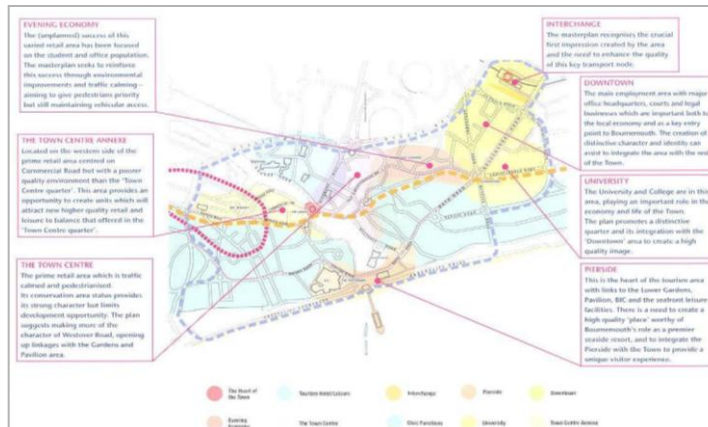 EVENING ECONOMY
The (unplanned) success of this
varied retail area has been focused
on the student and office population.
The masterplan seeks to reinforce
this success through environmental
improvements and traffic calming –
aiming to give pedestrians priority
but still maintaining vehicular access.
THE TOWN CENTRE ANNEXE
Located on the western side of the
prime retail area centred on
Commercial Road but with a poorer
quality environment than the 'Town
Centre quarter'. This area provides an
opportunity to create units which will
attract new higher quality retail and
leisure to balance that offered in the
'Town Centre quarter'.
THE TOWN CENTRE
The prime retail area which is traffic
calmed and pedestrianised.
Its conservation area status provides
its strong character but limits
development opportunity. The plan
suggests making more of the
character of Westover Road, opening
up linkages with the Gardens and
Pavilion area.
INTERCHANGE
The masterplan recognises the crucial
first impression created by the area
and the need to enhance the quality
of this key transport node.
DOWNTOWN
The main employment area with major
office headquarters, courts and legal
businesses which are important both to
the local economy and as a key entry
point to Bournemouth. The creation of
distinctive character and identity can
assist to integrate the area with the rest
of the Town.
UNIVERSITY
The University and College are in this
area, playing an important role in the
economy and life of the Town.
The plan promotes a distinctive
quarter and its integration with the
'Downtown' area to create a high
quality image.
PIERSIDE
This is the heart of the tourism area
with links to the Lower Gardens,
Pavilion, BIC and the seafront leisure
facilities. There is a need to create a
high quality 'place' worthy of
Bournemouth's role as a premier
seaside resort, and to integrate the
Pierside with the Town to provide a
unique visitor experience.
The Heart of
the Town
Tourism Hotel/Leisure
Interchange
Pierside
Downtown
Evening
Economy
The Town Centre
Civic Functions
University
Town Centre Annexe